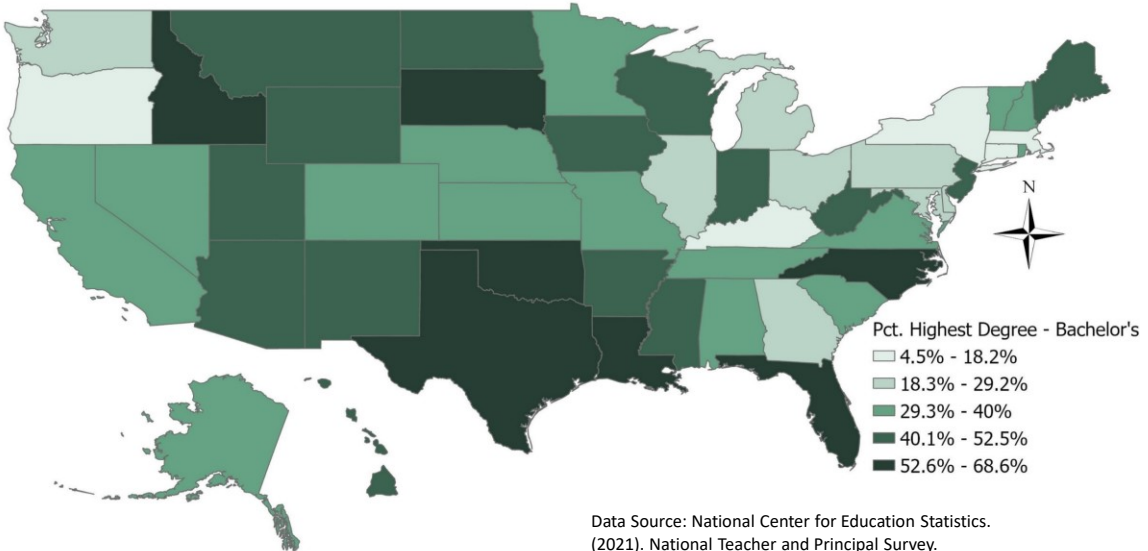 N
Pct. Highest Degree - Bachelor's
4.5% - 18.2%
18.3% - 29.2%
29.3% - 40%
40.1% - 52.5%
52.6% - 68.6%
Data Source: National Center for Education Statistics.
(2021). National Teacher and Principal Survey.